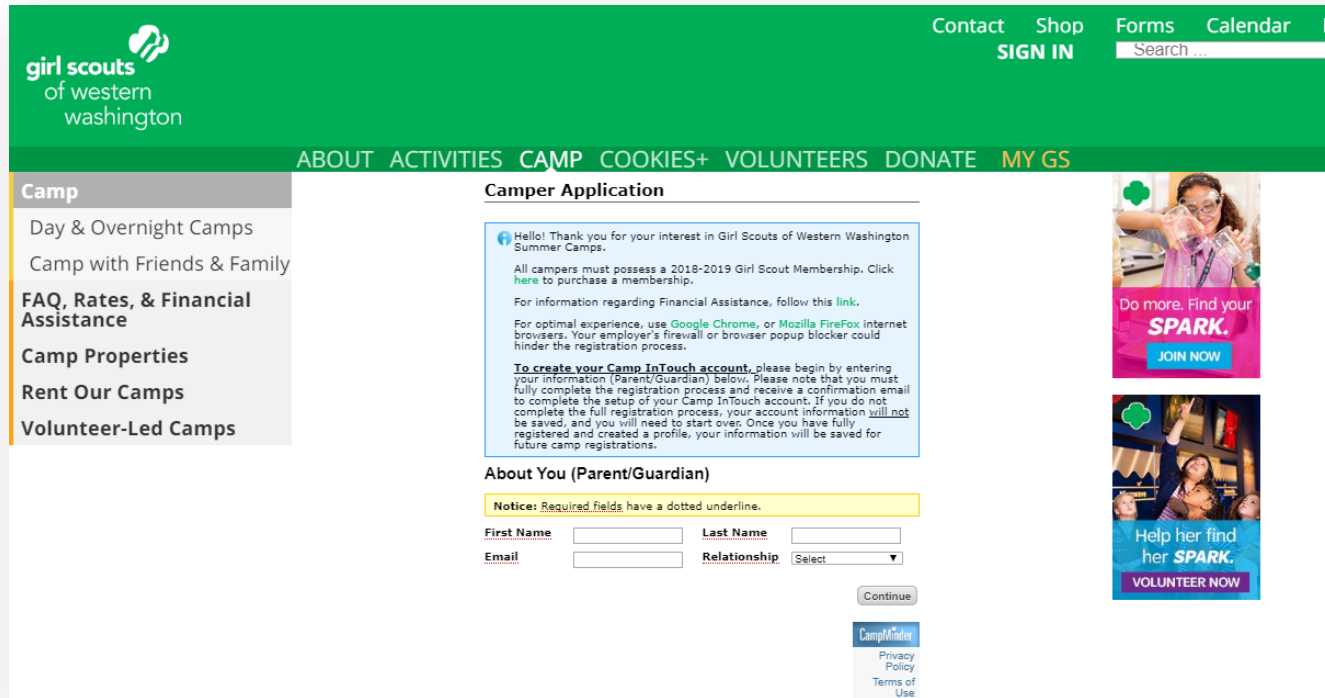 girl scouts
of western
washington
Contact Shop Forms Calendar
SIGN IN
Search ...
ABOUT ACTIVITIES CAMP COOKIES+ VOLUNTEERS DONATE MY GS
Camp
Day & Overnight Camps
Camp with Friends & Family
FAQ, Rates, & Financial
Assistance
Camp Properties
Rent Our Camps
Volunteer-Led Camps
Camper Application
Hello! Thank you for your interest in Girl Scouts of Western Washington
Summer Camps.
All campers must possess a 2018-2019 Girl Scout Membership. Click
here to purchase a membership.
For information regarding Financial Assistance, follow this link.
For optimal experience, use Google Chrome, or Mozilla FireFox internet
browsers. Your employer's firewall or browser popup blocker could
hinder the registration process.
To create your Camp InTouch account, please begin by entering
your information (Parent/Guardian) below. Please note that you must
fully complete the registration process and receive a confirmation email
to complete the setup of your Camp InTouch account. If you do not
complete the full registration process, your account information will not
be saved, and you will need to start over. Once you have fully
registered and created a profile, your information will be saved for
future camp registrations.
About You (Parent/Guardian)
Notice: Required fields have a dotted underline.
First Name Last Name
Email Relationship Select
Continue
CampMinder
Privacy
Policy
Terms of
Use
Do more. Find your
SPARK.
JOIN NOW
Help her find
her SPARK.
VOLUNTEER NOW